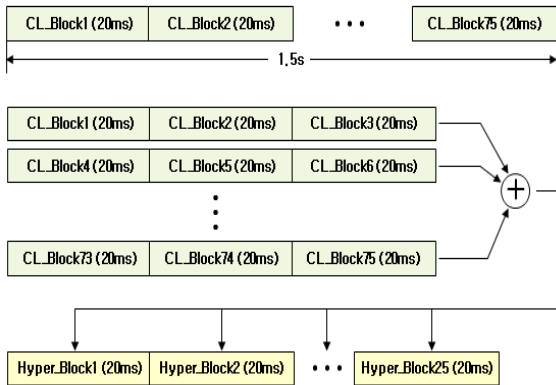 CL_Block1 (20ms) CL_Block2 (20ms) ••• CL_Block75 (20ms)
1.5s
CL_Block1 (20ms) CL_Block2 (20ms) CL_Block3 (20ms)
CL_Block4 (20ms) CL_Block5 (20ms) CL_Block6 (20ms)
+
CL_Block73 (20ms) CL_Block74 (20ms) CL_Block75 (20ms)
Hyper_Block1 (20ms) Hyper_Block2 (20ms) ••• Hyper_Block25 (20ms)